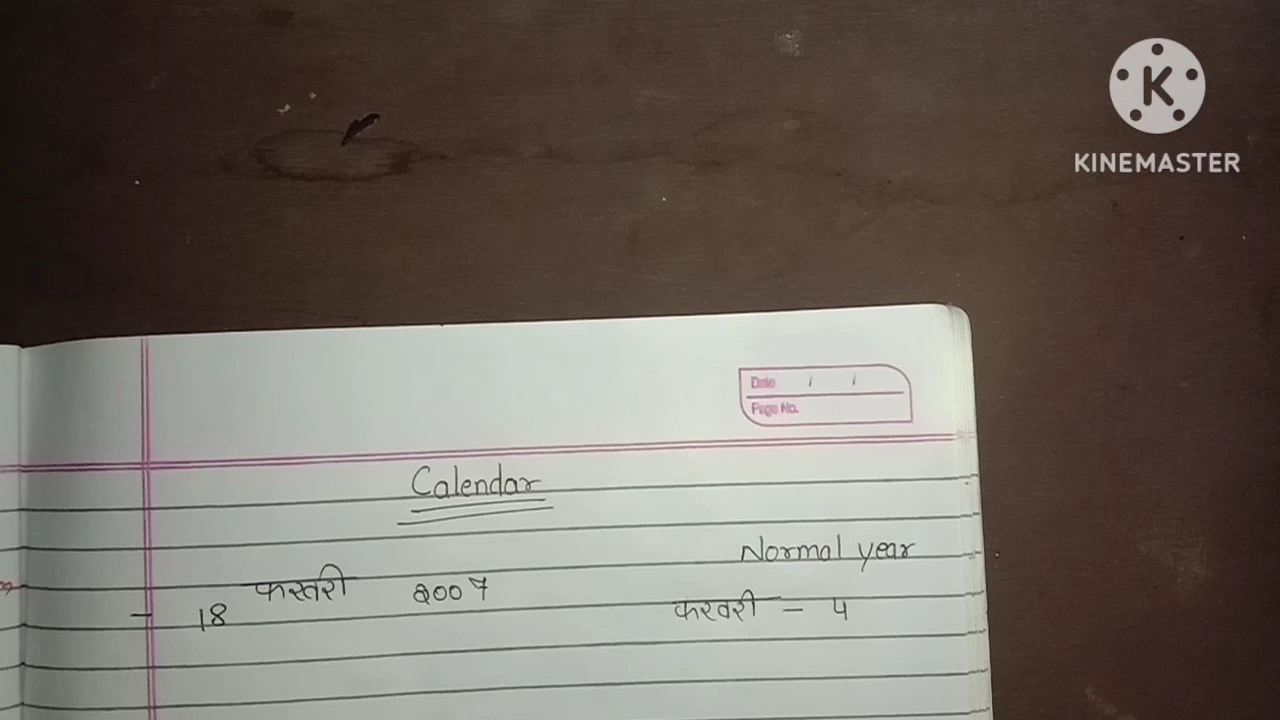 KINEMASTER
Date / /
Page No.
Calendar
Normal year
- 18 फरवरी 2007
फरवरी - 4